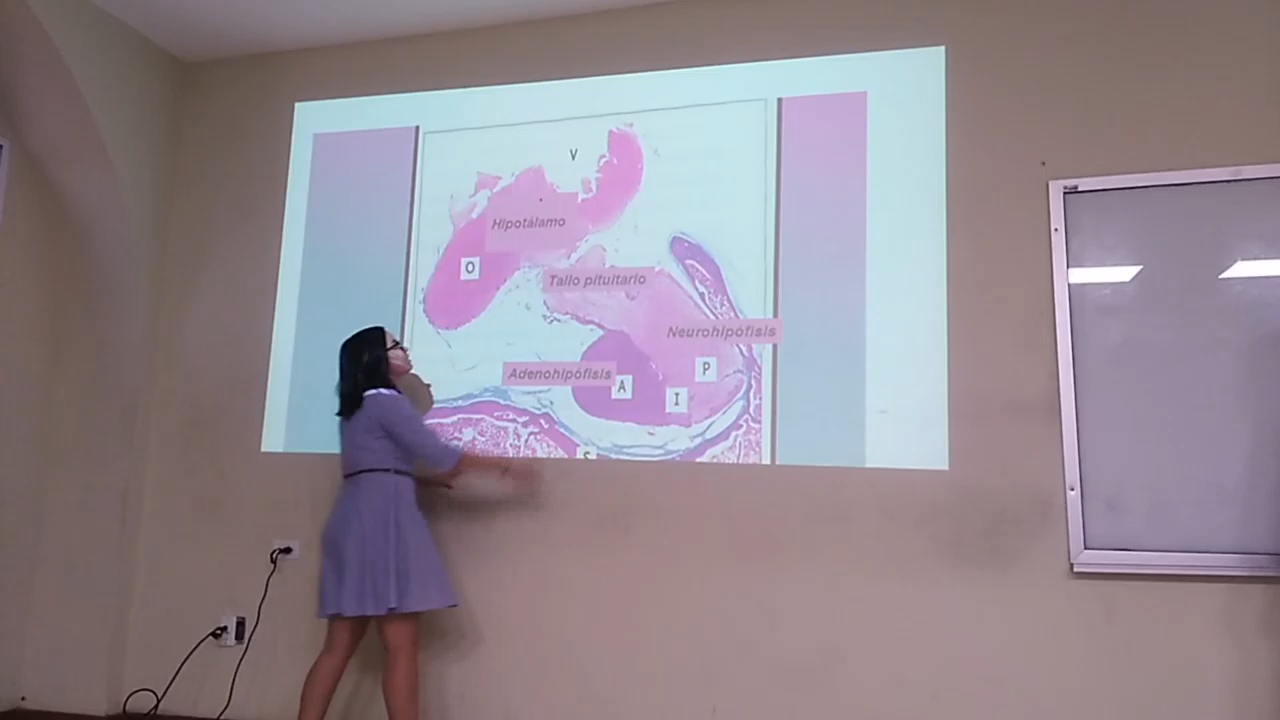 V
Hipotálamo
O
Tallo pituitario
Neurohipófisis
P
Adenohipófisis
A
I
S